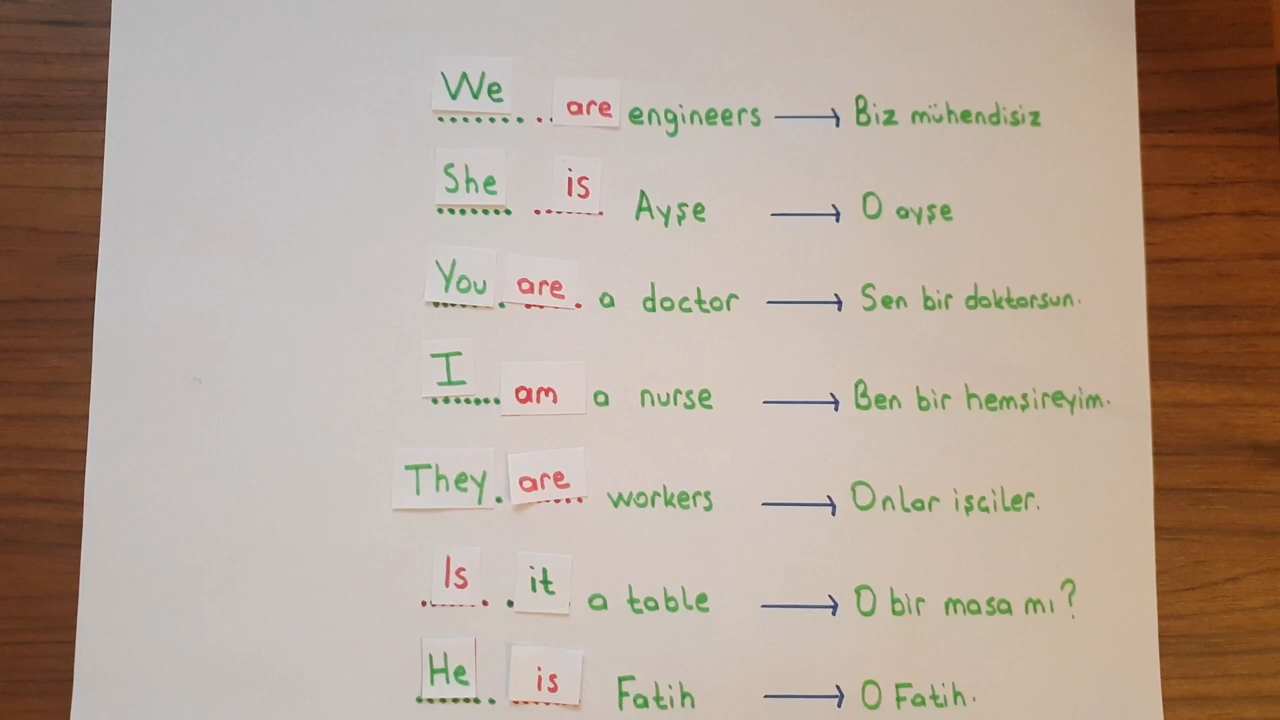 We are engineers → Biz mühendisiz
She is Ayşe → O ayşe
You are a doctor → Sen bir doktorsun.
I am a nurse → Ben bir hemşireyim.
They are workers → Onlar işçiler.
Is it a table → O bir masa mı?
He is Fatih → O Fatih.